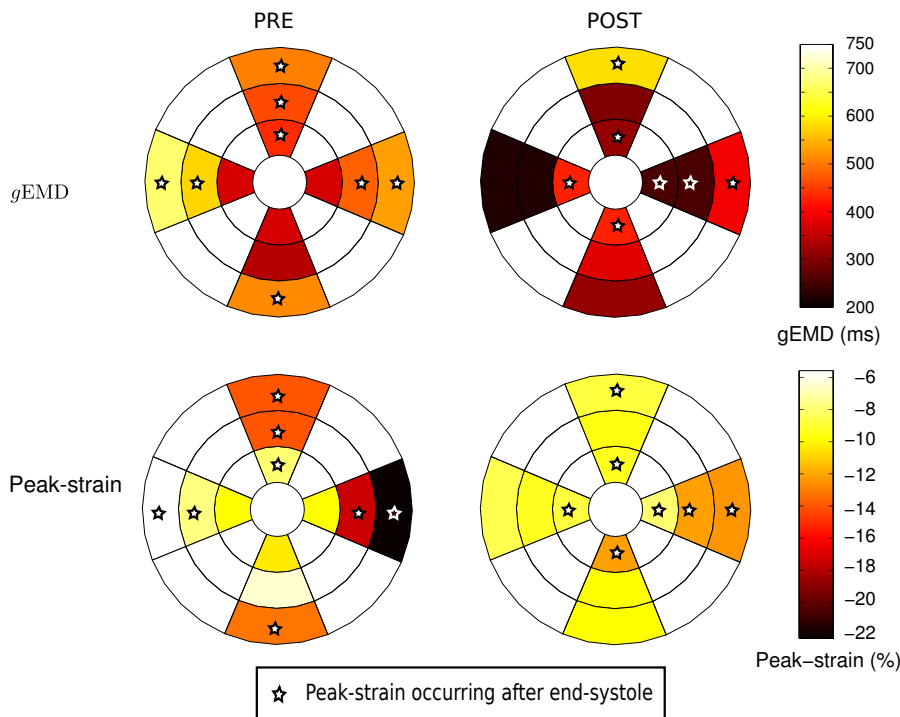 PRE
POST
gEMD
750
700
600
500
400
300
200
gEMD (ms)
Peak-strain
−6
−8
−10
−12
−14
−16
−18
−20
−22
Peak−strain (%)
Peak-strain occurring after end-systole